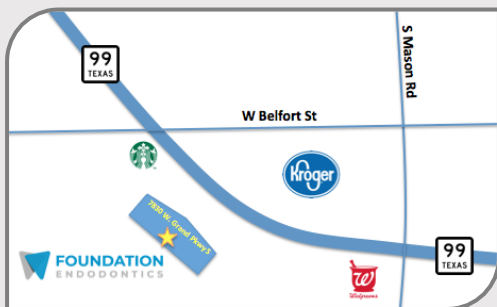 99
TEXAS
S Mason Rd
W Belfort St
Kroger
7830 W. Grand Pkwy S
FOUNDATION
ENDODONTICS
99
TEXAS
W
Walgreens